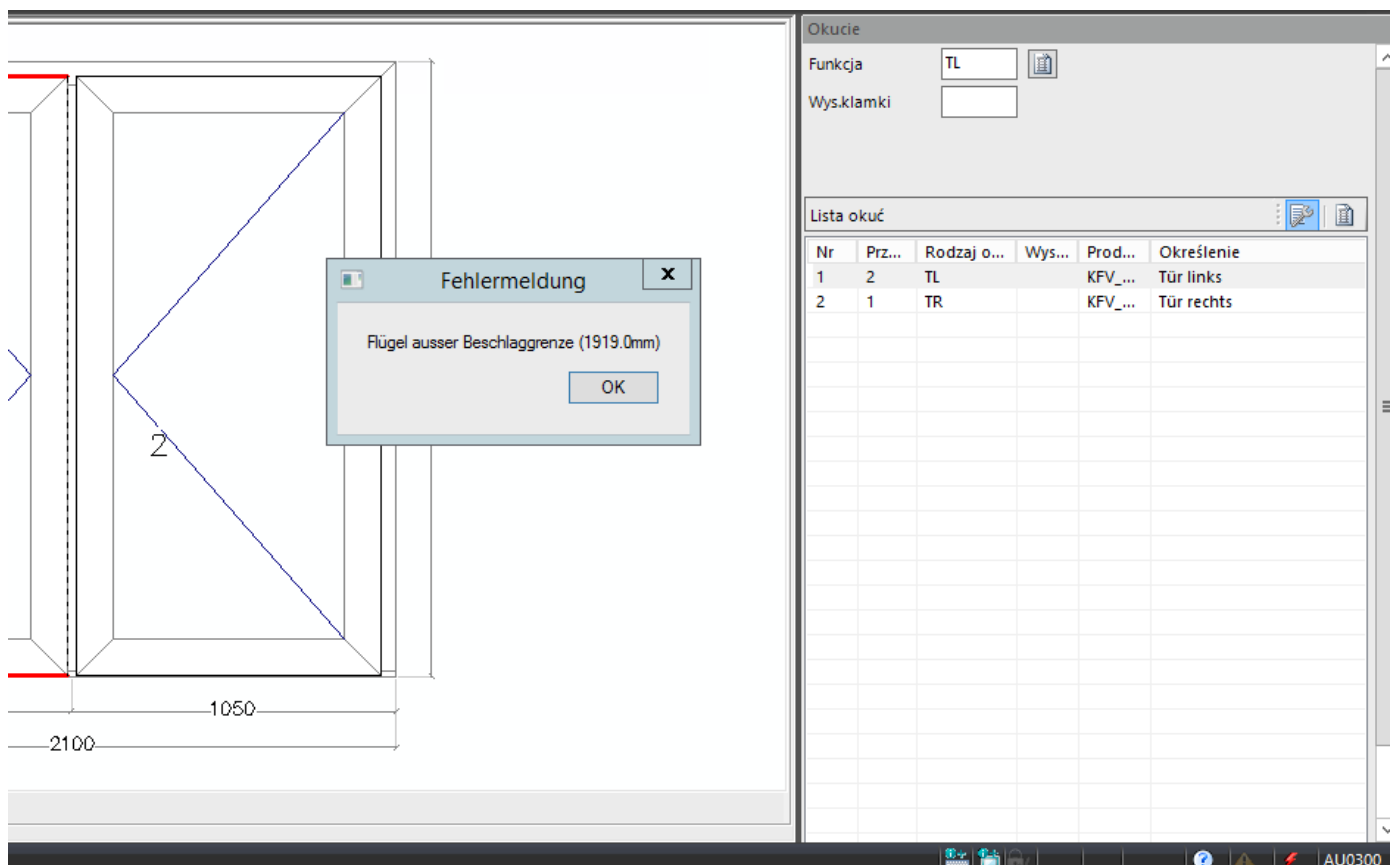 Okucie
Funkcja TL
Wys.klamki
Lista okuć
Nr Prz... Rodzaj o... Wys... Prod... Określenie
1 2 TL KFV_... Tür links
2 1 TR KFV_... Tür rechts
Fehlermeldung x
Flügel ausser Beschlaggrenze (1919.0mm)
OK
2
1050
2100
AU0300